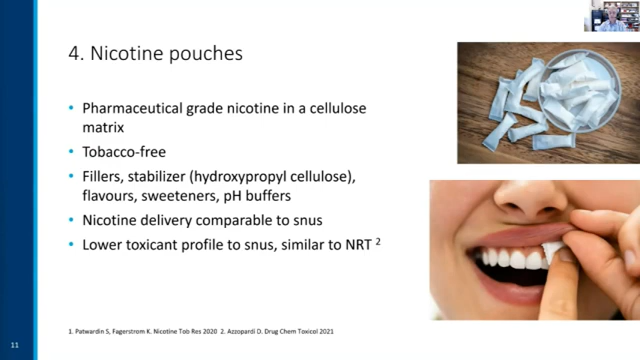 4. Nicotine pouches
• Pharmaceutical grade nicotine in a cellulose
matrix
• Tobacco-free
• Fillers, stabilizer (hydroxypropyl cellulose),
flavours, sweeteners, pH buffers
• Nicotine delivery comparable to snus
• Lower toxicant profile to snus, similar to NRT 2
1. Patwardin S, Fagerstrom K. Nicotine Tob Res 2020 2. Azzopardi D. Drug Chem Toxicol 2021
11